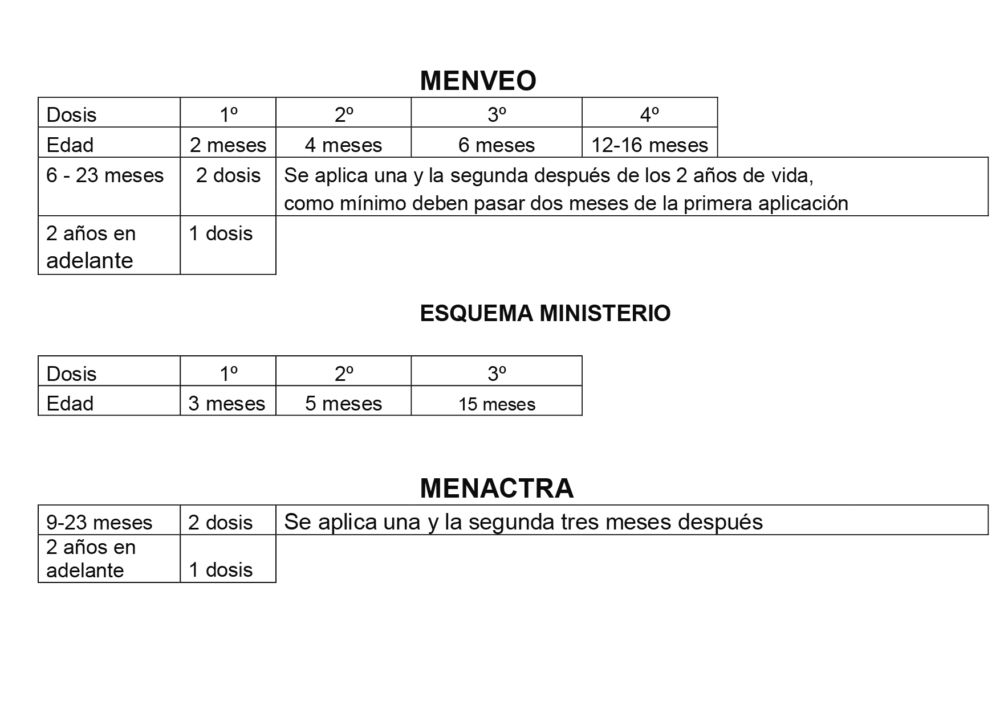 MENVEO
Dosis 1º 2º 3º 4º
Edad 2 meses 4 meses 6 meses 12-16 meses
6 - 23 meses 2 dosis Se aplica una y la segunda después de los 2 años de vida,
como mínimo deben pasar dos meses de la primera aplicación
2 años en 1 dosis
adelante
ESQUEMA MINISTERIO
Dosis 1º 2º 3º
Edad 3 meses 5 meses 15 meses
MENACTRA
9-23 meses 2 dosis Se aplica una y la segunda tres meses después
2 años en
adelante 1 dosis